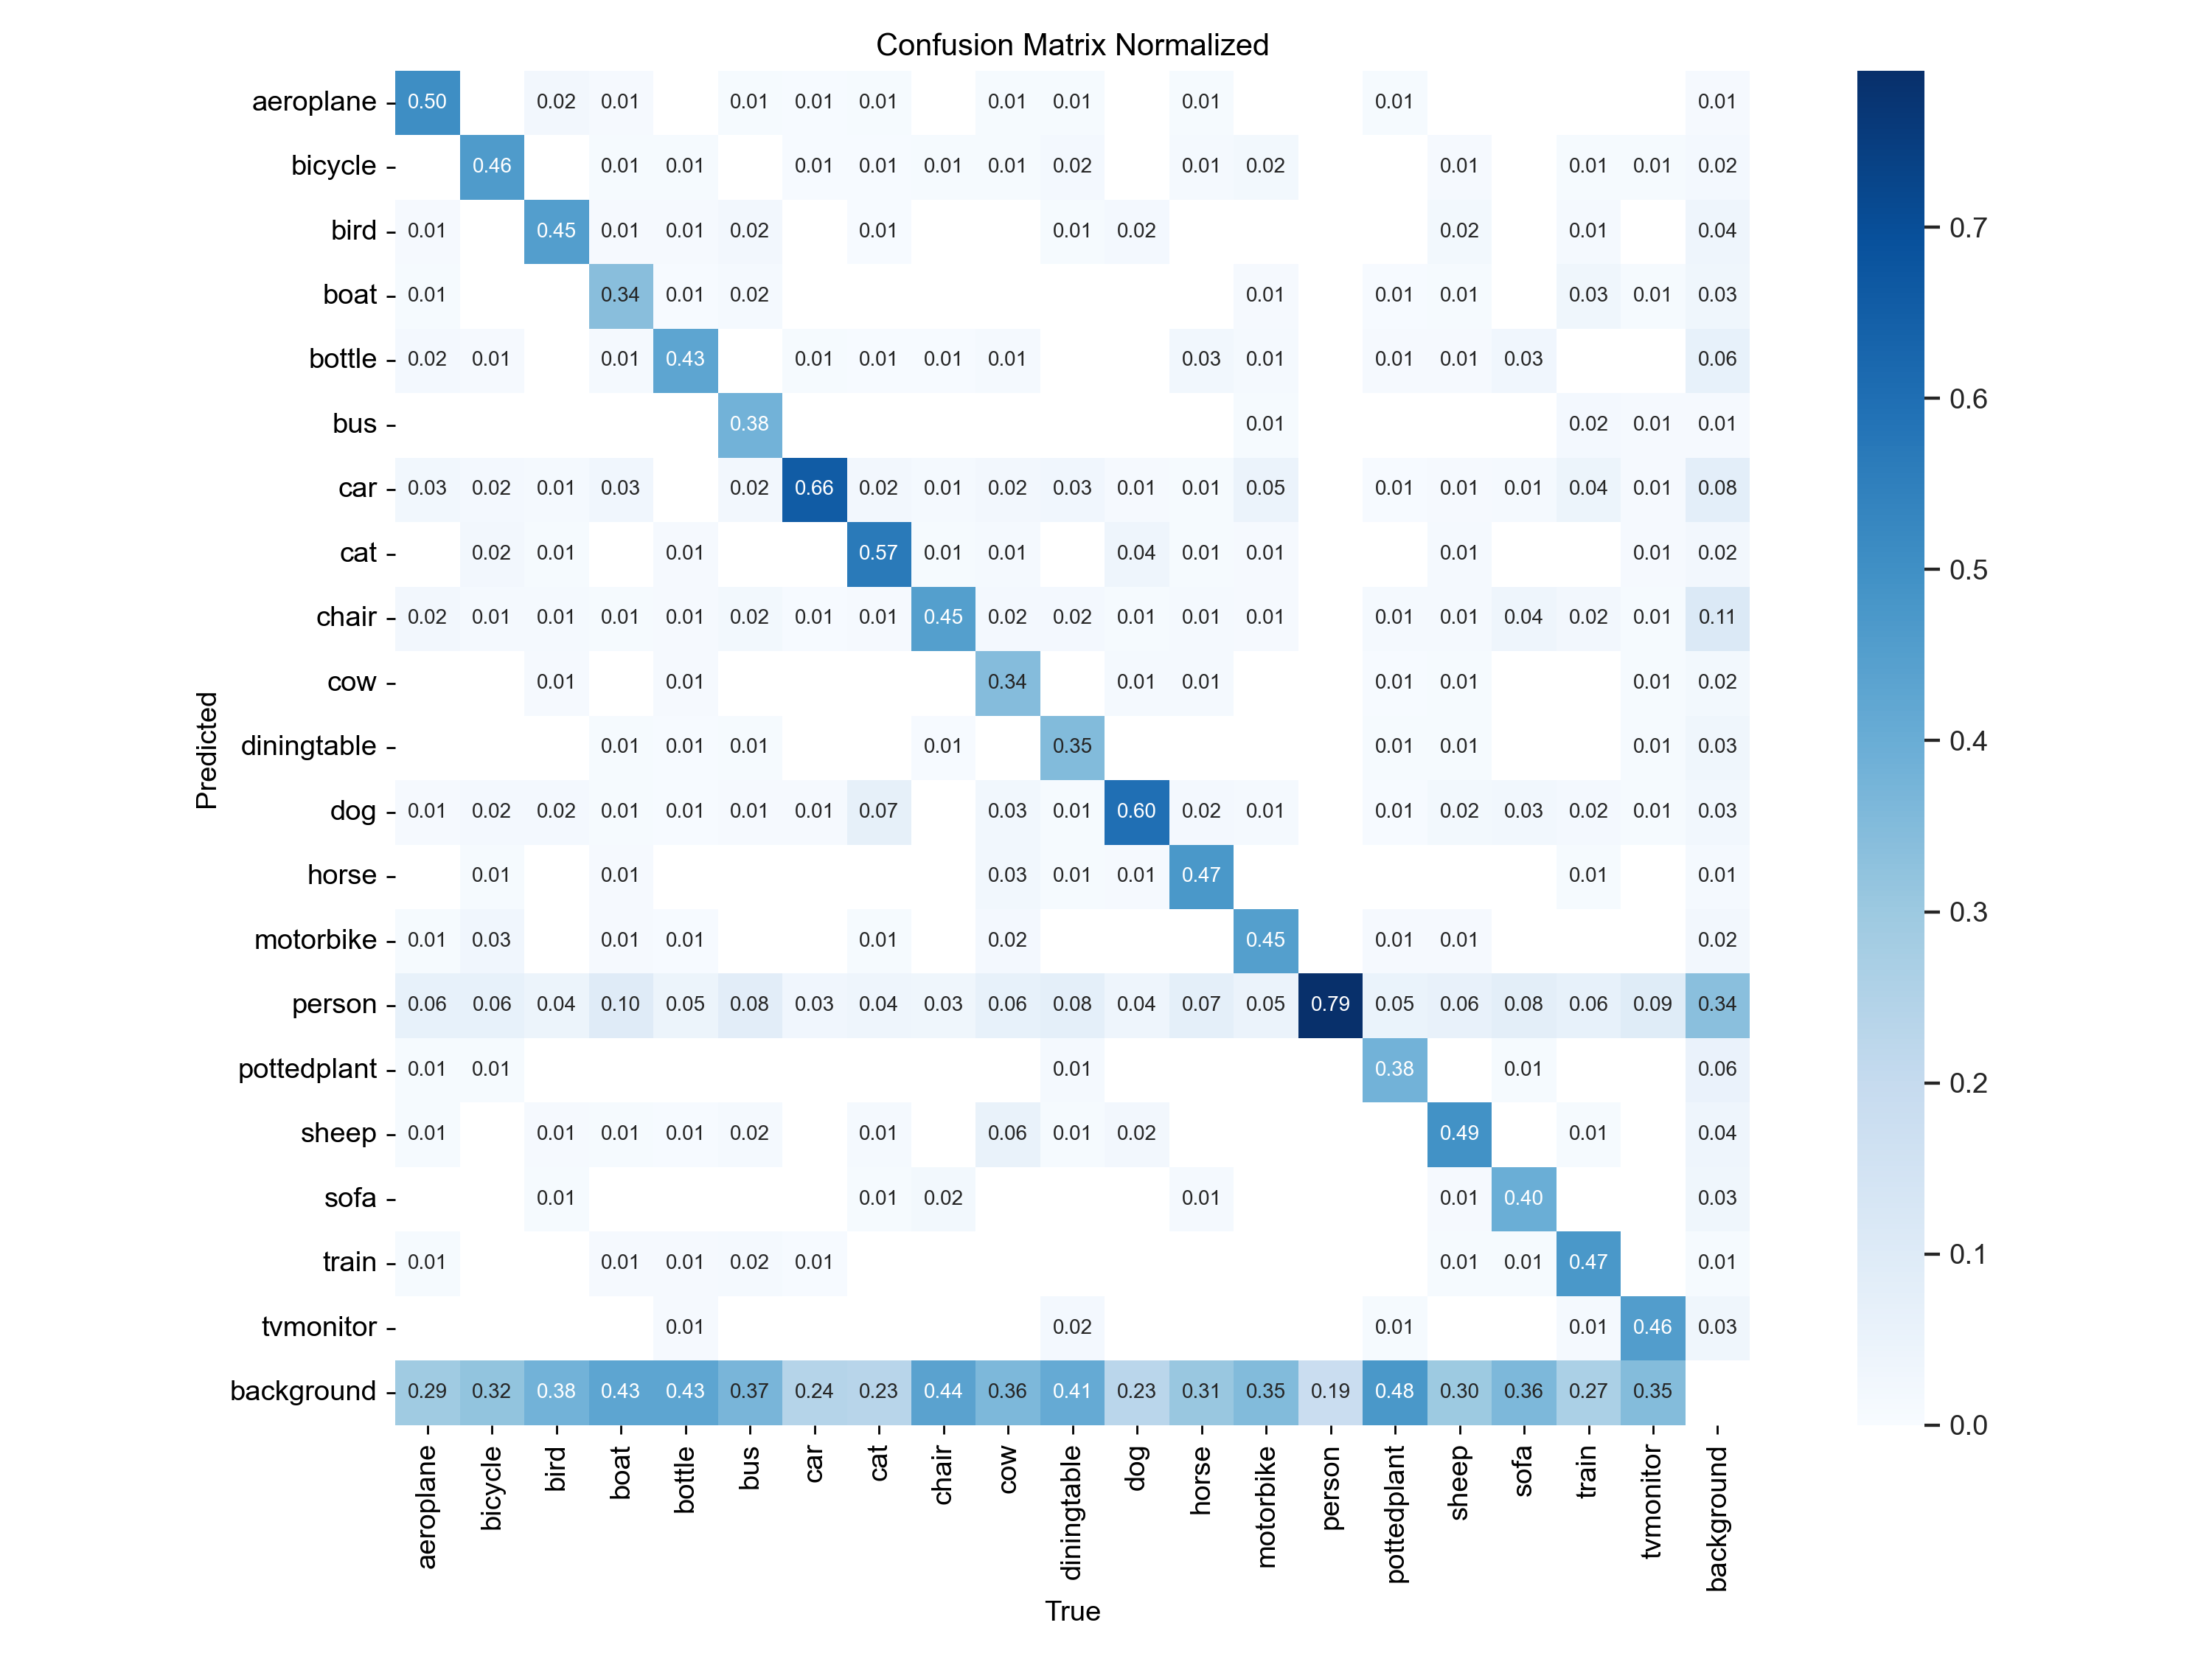 Confusion Matrix Normalized
aeroplane 0.50 0.02 0.01 0.01 0.01 0.01 0.01 0.01 0.01 0.01 0.01
bicycle 0.46 0.01 0.01 0.01 0.01 0.01 0.01 0.02 0.01 0.02 0.01 0.01 0.01 0.02
bird 0.01 0.45 0.01 0.01 0.02 0.01 0.01 0.02 0.02 0.01 0.04
boat 0.01 0.34 0.01 0.02 0.01 0.01 0.01 0.03 0.01 0.03
bottle 0.02 0.01 0.01 0.43 0.01 0.01 0.01 0.01 0.03 0.01 0.01 0.01 0.03 0.06
bus 0.38 0.01 0.02 0.01 0.01
car 0.03 0.02 0.01 0.03 0.02 0.66 0.02 0.01 0.02 0.03 0.01 0.01 0.05 0.01 0.01 0.01 0.04 0.01 0.08
cat 0.02 0.01 0.01 0.57 0.01 0.01 0.04 0.01 0.01 0.01 0.01 0.02
chair 0.02 0.01 0.01 0.01 0.01 0.02 0.01 0.01 0.45 0.02 0.02 0.01 0.01 0.01 0.01 0.01 0.04 0.02 0.01 0.11
cow 0.01 0.01 0.34 0.01 0.01 0.01 0.01 0.01 0.02
diningtable 0.01 0.01 0.01 0.01 0.35 0.01 0.01 0.01 0.03
dog 0.01 0.02 0.02 0.01 0.01 0.01 0.01 0.07 0.03 0.01 0.60 0.02 0.01 0.01 0.02 0.03 0.02 0.01 0.03
horse 0.01 0.01 0.03 0.01 0.01 0.47 0.01 0.01
motorbike 0.01 0.03 0.01 0.01 0.01 0.02 0.45 0.01 0.01 0.02
person 0.06 0.06 0.04 0.10 0.05 0.08 0.03 0.04 0.03 0.06 0.08 0.04 0.07 0.05 0.79 0.05 0.06 0.08 0.06 0.09 0.34
pottedplant 0.01 0.01 0.01 0.38 0.01 0.06
sheep 0.01 0.01 0.01 0.01 0.02 0.01 0.06 0.01 0.02 0.49 0.01 0.04
sofa 0.01 0.01 0.02 0.01 0.01 0.40 0.03
train 0.01 0.01 0.01 0.02 0.01 0.01 0.01 0.47 0.01
tvmonitor 0.01 0.02 0.01 0.01 0.46 0.03
background 0.29 0.32 0.38 0.43 0.43 0.37 0.24 0.23 0.44 0.36 0.41 0.23 0.31 0.35 0.19 0.48 0.30 0.36 0.27 0.35
Predicted
aeroplane bicycle bird boat bottle bus car cat chair cow diningtable dog horse motorbike person pottedplant sheep sofa train tvmonitor background
True
0.7
0.6
0.5
0.4
0.3
0.2
0.1
0.0